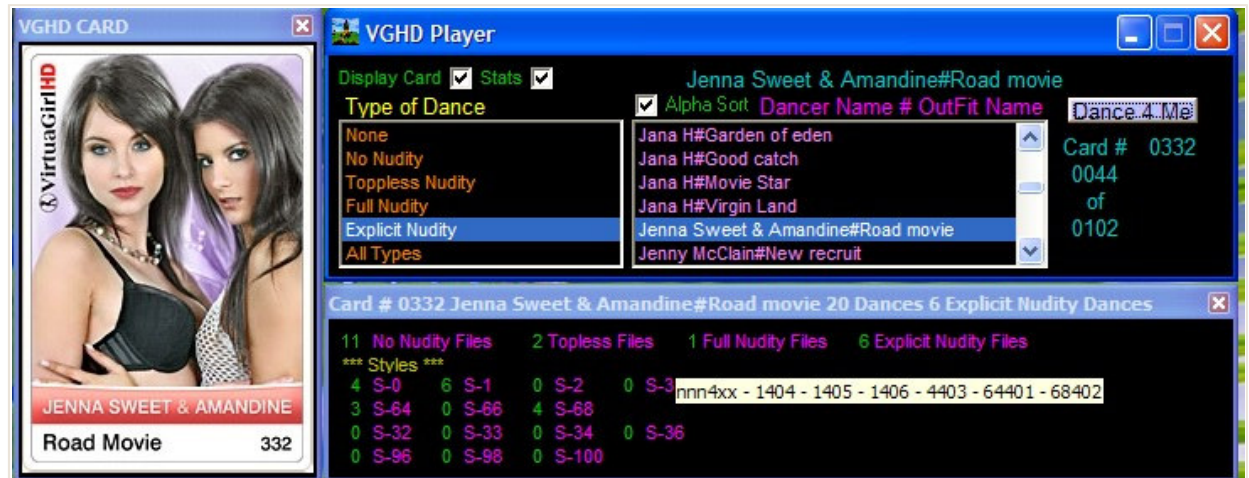 VGHD CARD
VirtuaGirlHD
JENNA SWEET & AMANDINE
Road Movie 332
VGHD Player
Display Card Stats Jenna Sweet & Amandine#Road movie
Type of Dance Alpha Sort Dancer Name # OutFit Name Dance 4 Me
None
No Nudity
Toppless Nudity
Full Nudity
Explicit Nudity
All Types
Jana H#Garden of eden
Jana H#Good catch
Jana H#Movie Star
Jana H#Virgin Land
Jenna Sweet & Amandine#Road movie
Jenny McClain#New recruit
Card # 0332
0044
of
0102
Card # 0332 Jenna Sweet & Amandine#Road movie 20 Dances 6 Explicit Nudity Dances
11 No Nudity Files 2 Topless Files 1 Full Nudity Files 6 Explicit Nudity Files
*** Styles ***
4 S-0 6 S-1 0 S-2 0 S-3 nnn4xx - 1404 - 1405 - 1406 - 4403 - 64401 - 68402
3 S-64 0 S-66 4 S-68
0 S-32 0 S-33 0 S-34 0 S-36
0 S-96 0 S-98 0 S-100